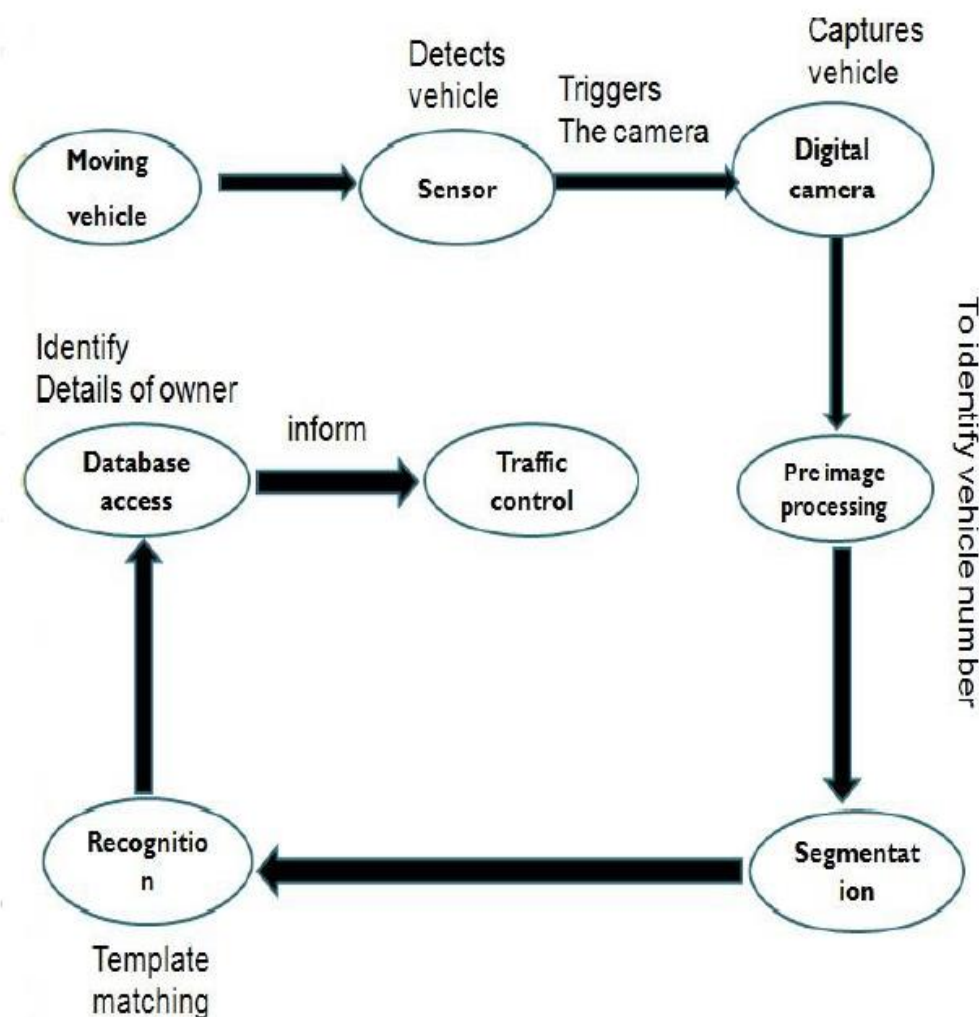 Detects
vehicle
Triggers
The camera
Captures
vehicle
Moving
vehicle
Sensor
Digital
camera
To identify vehicle number
Identify
Details of owner
inform
Database
access
Traffic
control
Pre image
processing
Recognitio
n
Segmentat
ion
Template
matching